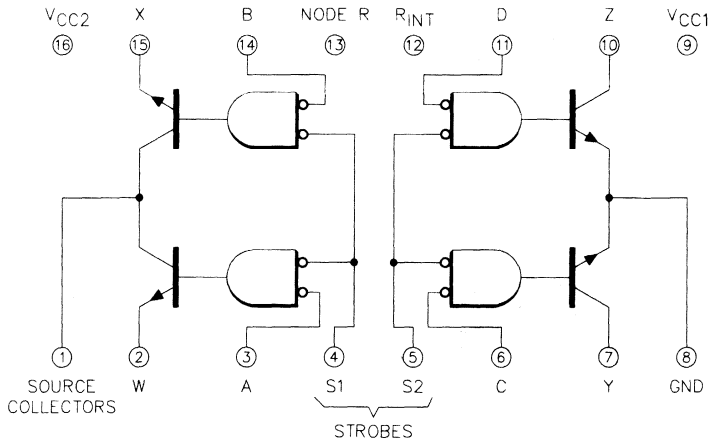 VCC2 X B NODE R RINT D Z VCC1
16 15 14 13 12 11 10 9
1 2 3 4 5 6 7 8
SOURCE COLLECTORS W A S1 S2 C Y GND
STROBES